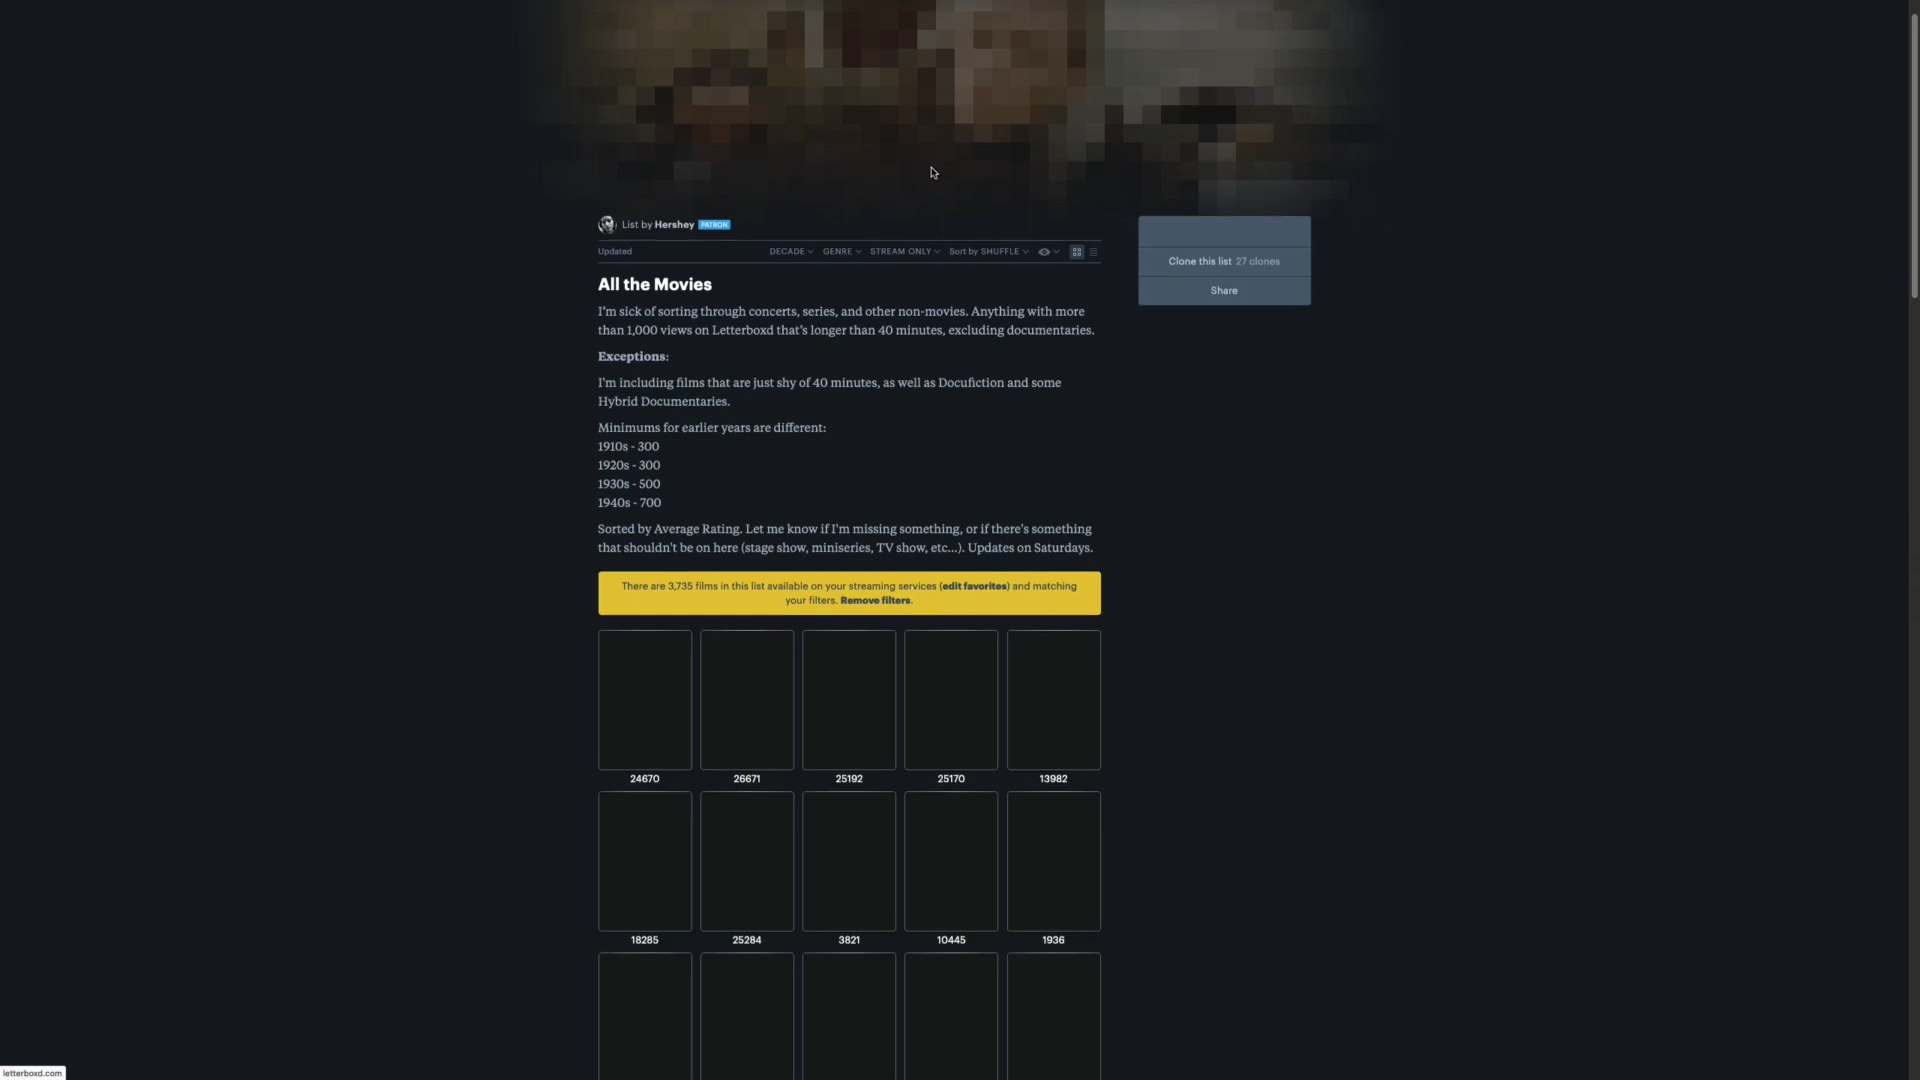 List by Hershey PATRON
Updated DECADE GENRE STREAM ONLY Sort by SHUFFLE
Clone this list 27 clones
Share
All the Movies
I'm sick of sorting through concerts, series, and other non-movies. Anything with more
than 1,000 views on Letterboxd that's longer than 40 minutes, excluding documentaries.
Exceptions:
I'm including films that are just shy of 40 minutes, as well as Docufiction and some
Hybrid Documentaries.
Minimums for earlier years are different:
1910s - 300
1920s - 300
1930s - 500
1940s - 700
Sorted by Average Rating. Let me know if I'm missing something, or if there's something
that shouldn't be on here (stage show, miniseries, TV show, etc...). Updates on Saturdays.
There are 3,735 films in this list available on your streaming services (edit favorites) and matching
your filters. Remove filters.
24670 26671 25192 25170 13982
18285 25284 3821 10445 1936
letterboxd.com